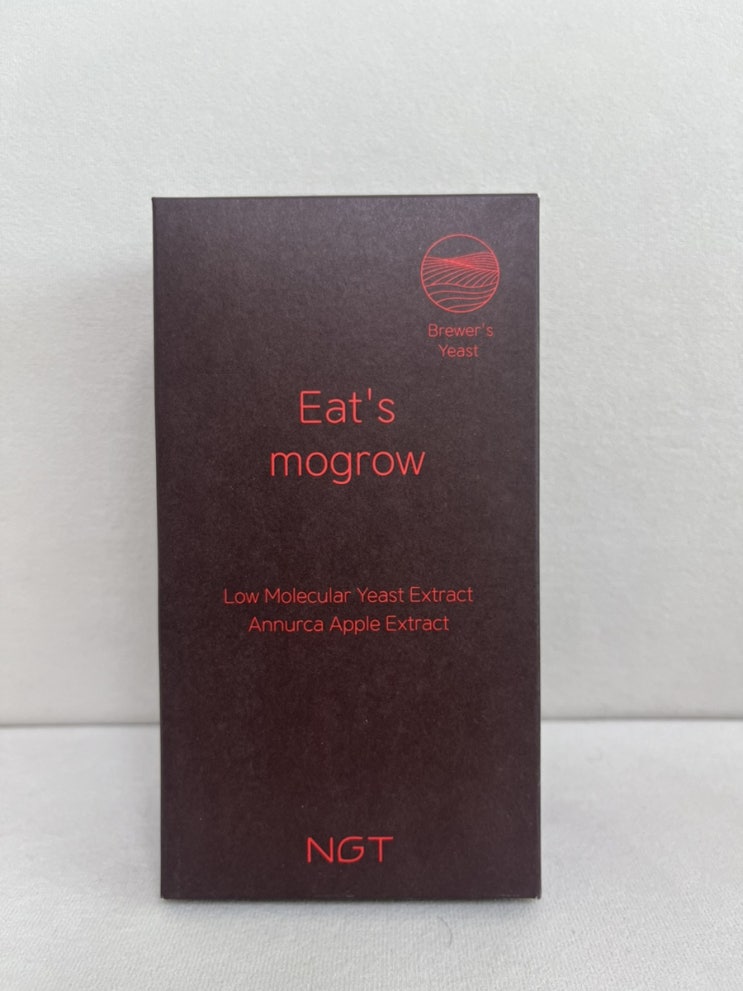 Brewer's
Yeast
Eat's
mogrow
Low Molecular Yeast Extract
Annurca Apple Extract
NGT